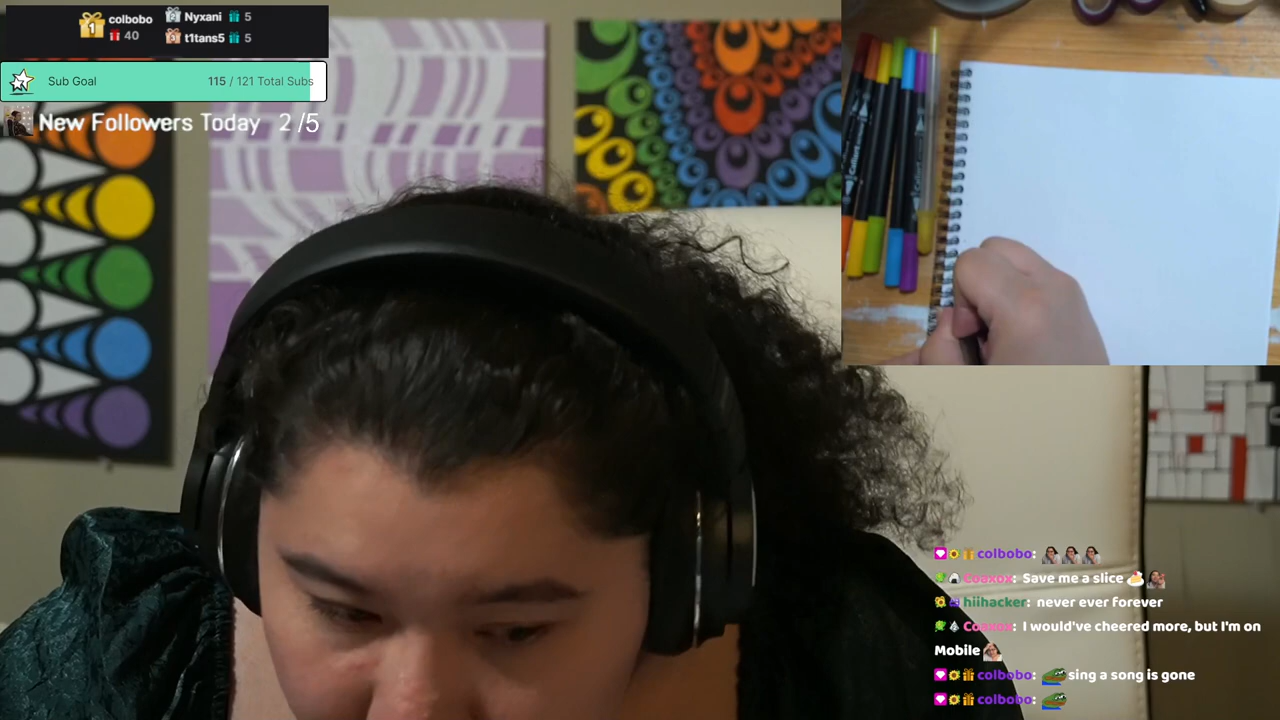 colbobo
40
Nyxani 5
t1tans5 5
Sub Goal 115 / 121 Total Subs
New Followers Today 2 /5
colbobo:
Coaxox: Save me a slice
hiihacker: never ever forever
Coaxox: I would've cheered more, but I'm on
Mobile
colbobo: sing a song is gone
colbobo: